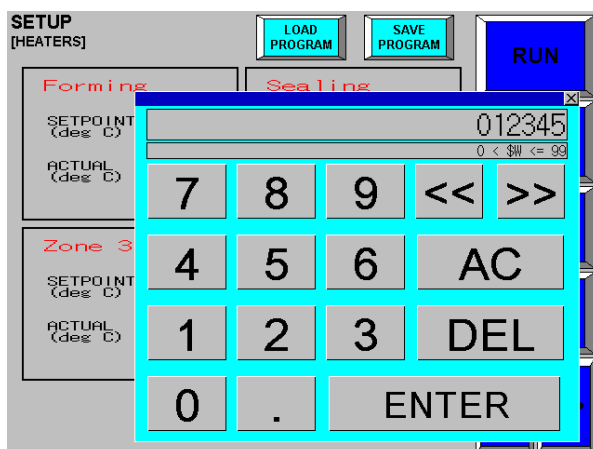 SETUP
[HEATERS]
LOAD
PROGRAM
SAVE
PROGRAM
RUN
Forming
Sealing
SETPOINT
(deg C)
ACTUAL
(deg C)
Zone 3
SETPOINT
(deg C)
ACTUAL
(deg C)
012345
0 < $W <= 99
7 8 9 << >>
4 5 6 AC
1 2 3 DEL
0 . ENTER